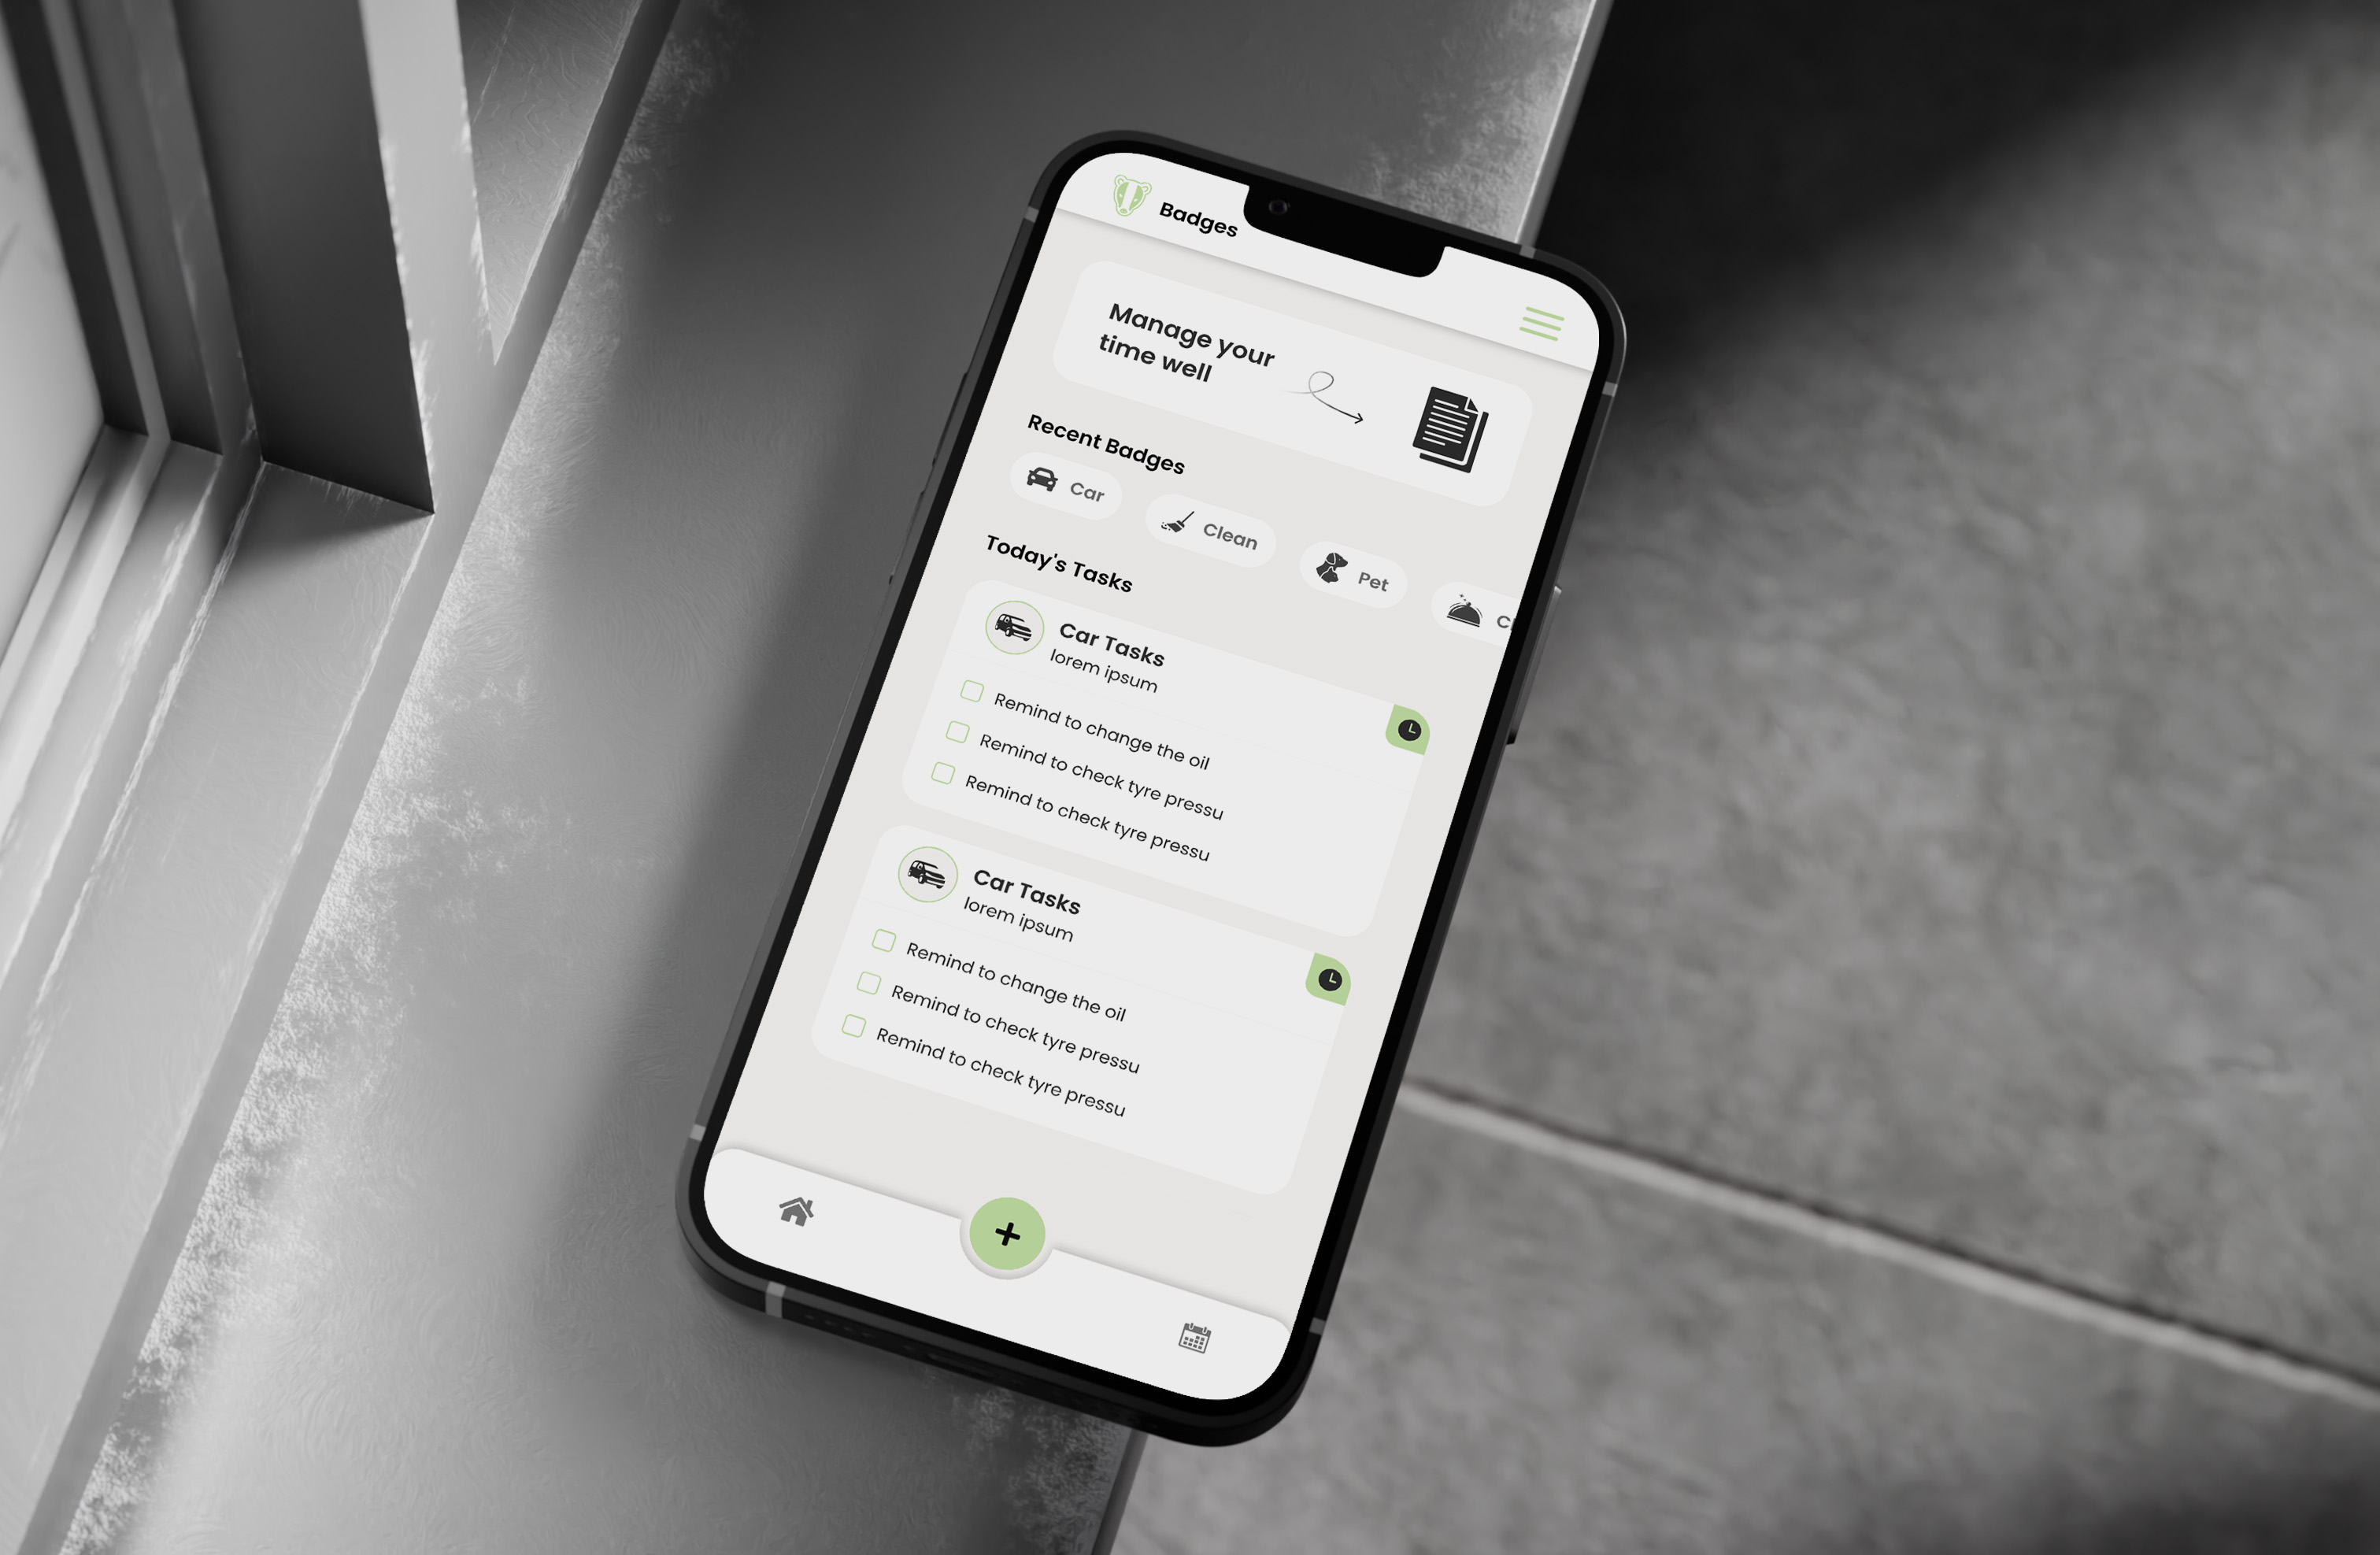 Badges
Manage your
time well
Recent Badges
Car
Clean
Pet
Today's Tasks
Car Tasks
lorem ipsum
Remind to change the oil
Remind to check tyre pressu
Remind to check tyre pressu
Car Tasks
lorem ipsum
Remind to change the oil
Remind to check tyre pressu
Remind to check tyre pressu